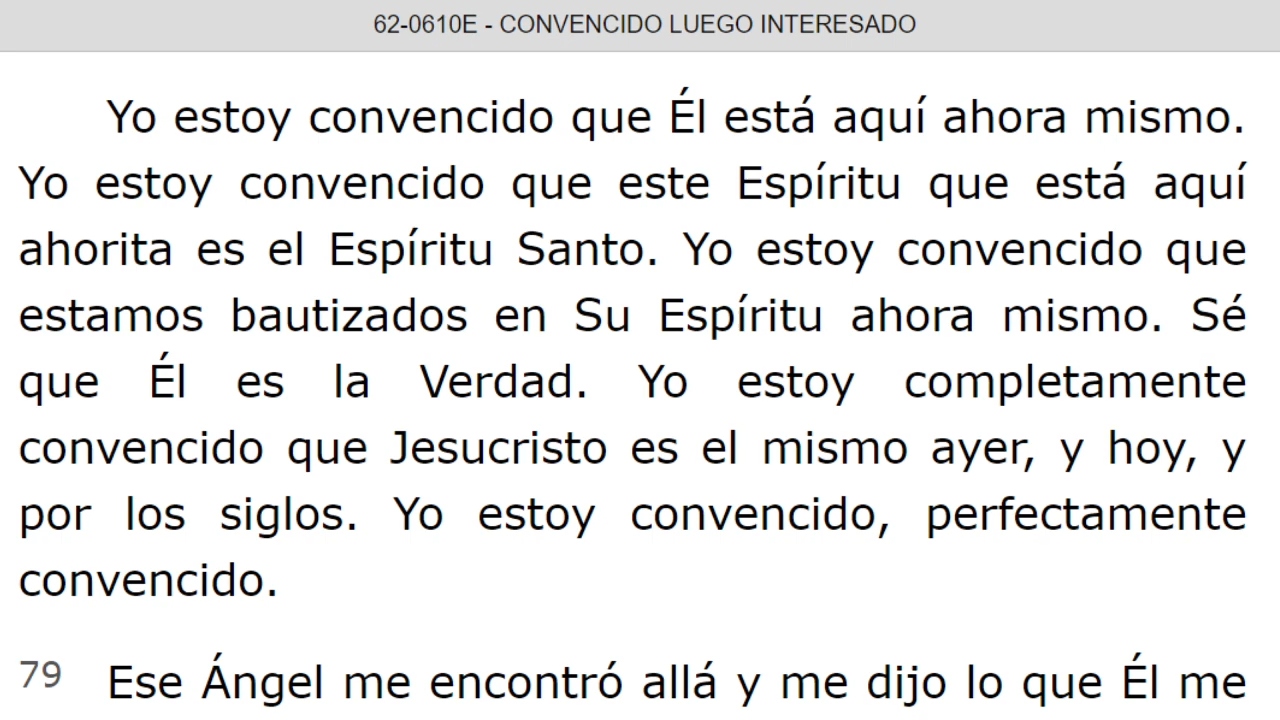 62-0610E - CONVENCIDO LUEGO INTERESADO
Yo estoy convencido que Él está aquí ahora mismo.
Yo estoy convencido que este Espíritu que está aquí
ahorita es el Espíritu Santo. Yo estoy convencido que
estamos bautizados en Su Espíritu ahora mismo. Sé
que Él es la Verdad. Yo estoy completamente
convencido que Jesucristo es el mismo ayer, y hoy, y
por los siglos. Yo estoy convencido, perfectamente
convencido.
79 Ese Ángel me encontró allá y me dijo lo que Él me